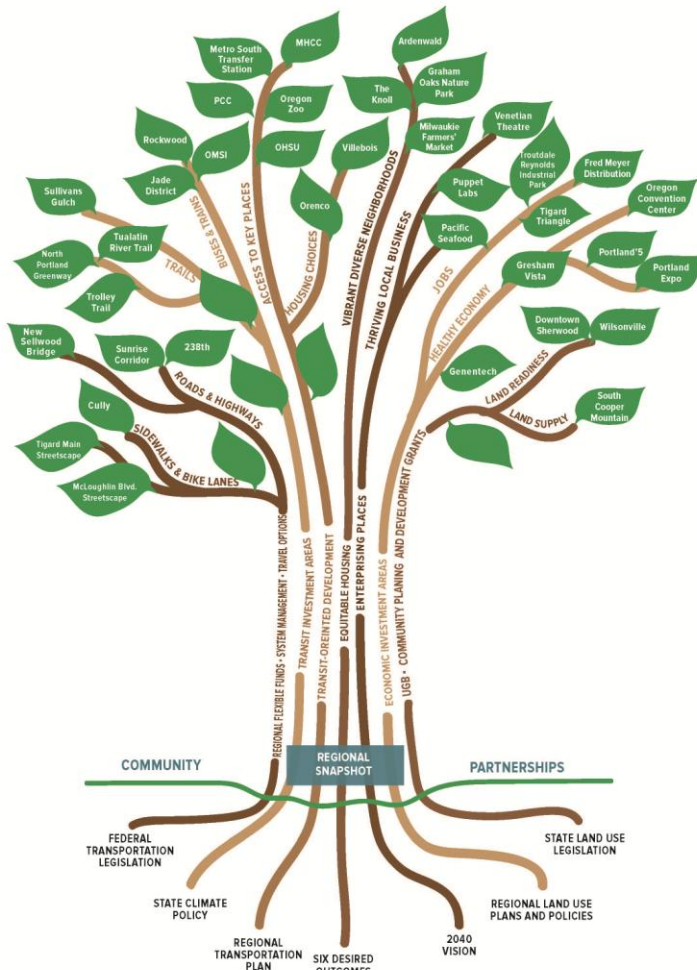 MHCC
Metro South
Transfer
Station
PCC
Oregon
Zoo
OHSU
Rockwood
OMSI
Jade
District
Sullivans
Gulch
Tualatin
River Trail
North
Portland
Greenway
Trolley
Trail
New
Sellwood
Bridge
Sunrise
Corridor
238th
Cully
Tigard Main
Streetscape
McLoughlin Blvd.
Streetscape
Villebois
Orenco
Ardenwald
The
Knoll
Graham
Oaks Nature
Park
Milwaukie
Farmers'
Market
Venetian
Theatre
Puppet
Labs
Pacific
Seafood
Troutdale
Reynolds
Industrial
Park
Fred Meyer
Distribution
Tigard
Triangle
Oregon
Convention
Center
Gresham
Vista
Portland'5
Portland
Expo
Genentech
Downtown
Sherwood
Wilsonville
South
Cooper
Mountain
TRAILS
BUSES & TRAINS
ACCESS TO KEY PLACES
HOUSING CHOICES
VIBRANT DIVERSE NEIGHBORHOODS
THRIVING LOCAL BUSINESS
JOBS
HEALTHY ECONOMY
LAND READINESS
LAND SUPPLY
ROADS & HIGHWAYS
SIDEWALKS & BIKE LANES
REGIONAL FLEXIBLE FUNDS • SYSTEM MANAGEMENT • TRAVEL OPTIONS
TRANSIT INVESTMENT AREAS
TRANSIT-OREINTED DEVELOPMENT
EQUITABLE HOUSING
ENTERPRISING PLACES
ECONOMIC INVESTMENT AREAS
UGB • COMMUNITY PLANING AND DEVELOPMENT GRANTS
COMMUNITY
REGIONAL
SNAPSHOT
PARTNERSHIPS
FEDERAL
TRANSPORTATION
LEGISLATION
STATE CLIMATE
POLICY
REGIONAL
TRANSPORTATION
PLAN
SIX DESIRED
OUTCOMES
2040
VISION
REGIONAL LAND USE
PLANS AND POLICIES
STATE LAND USE
LEGISLATION